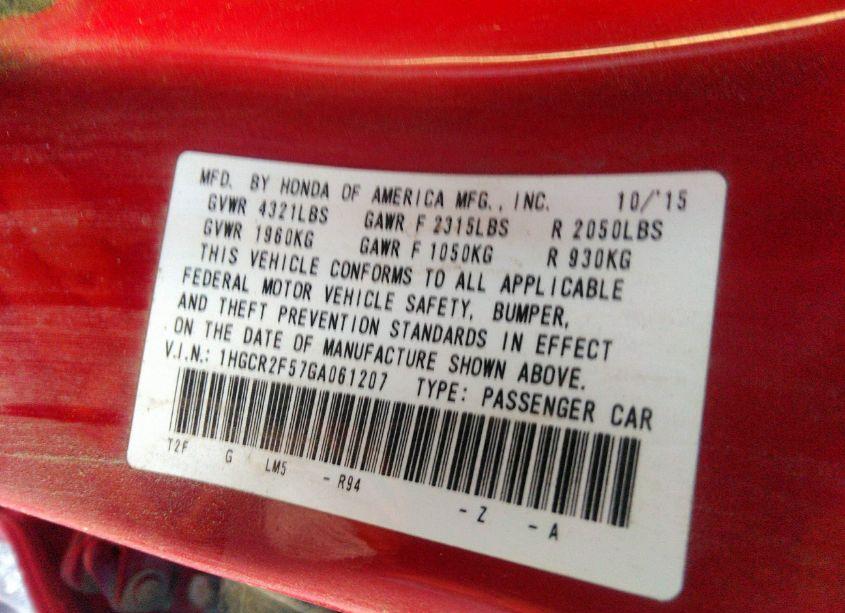 MFD. BY HONDA OF AMERICA MFG., INC. 10/'15
GVWR 4321LBS GAWR F 2315LBS R 2050LBS
GVWR 1960KG GAWR F 1050KG R 930KG
THIS VEHICLE CONFORMS TO ALL APPLICABLE
FEDERAL MOTOR VEHICLE SAFETY, BUMPER,
AND THEFT PREVENTION STANDARDS IN EFFECT
ON THE DATE OF MANUFACTURE SHOWN ABOVE.
V.I.N.: 1HGCR2F57GA061207 TYPE: PASSENGER CAR
T2F G LM5 - R94 - Z - A